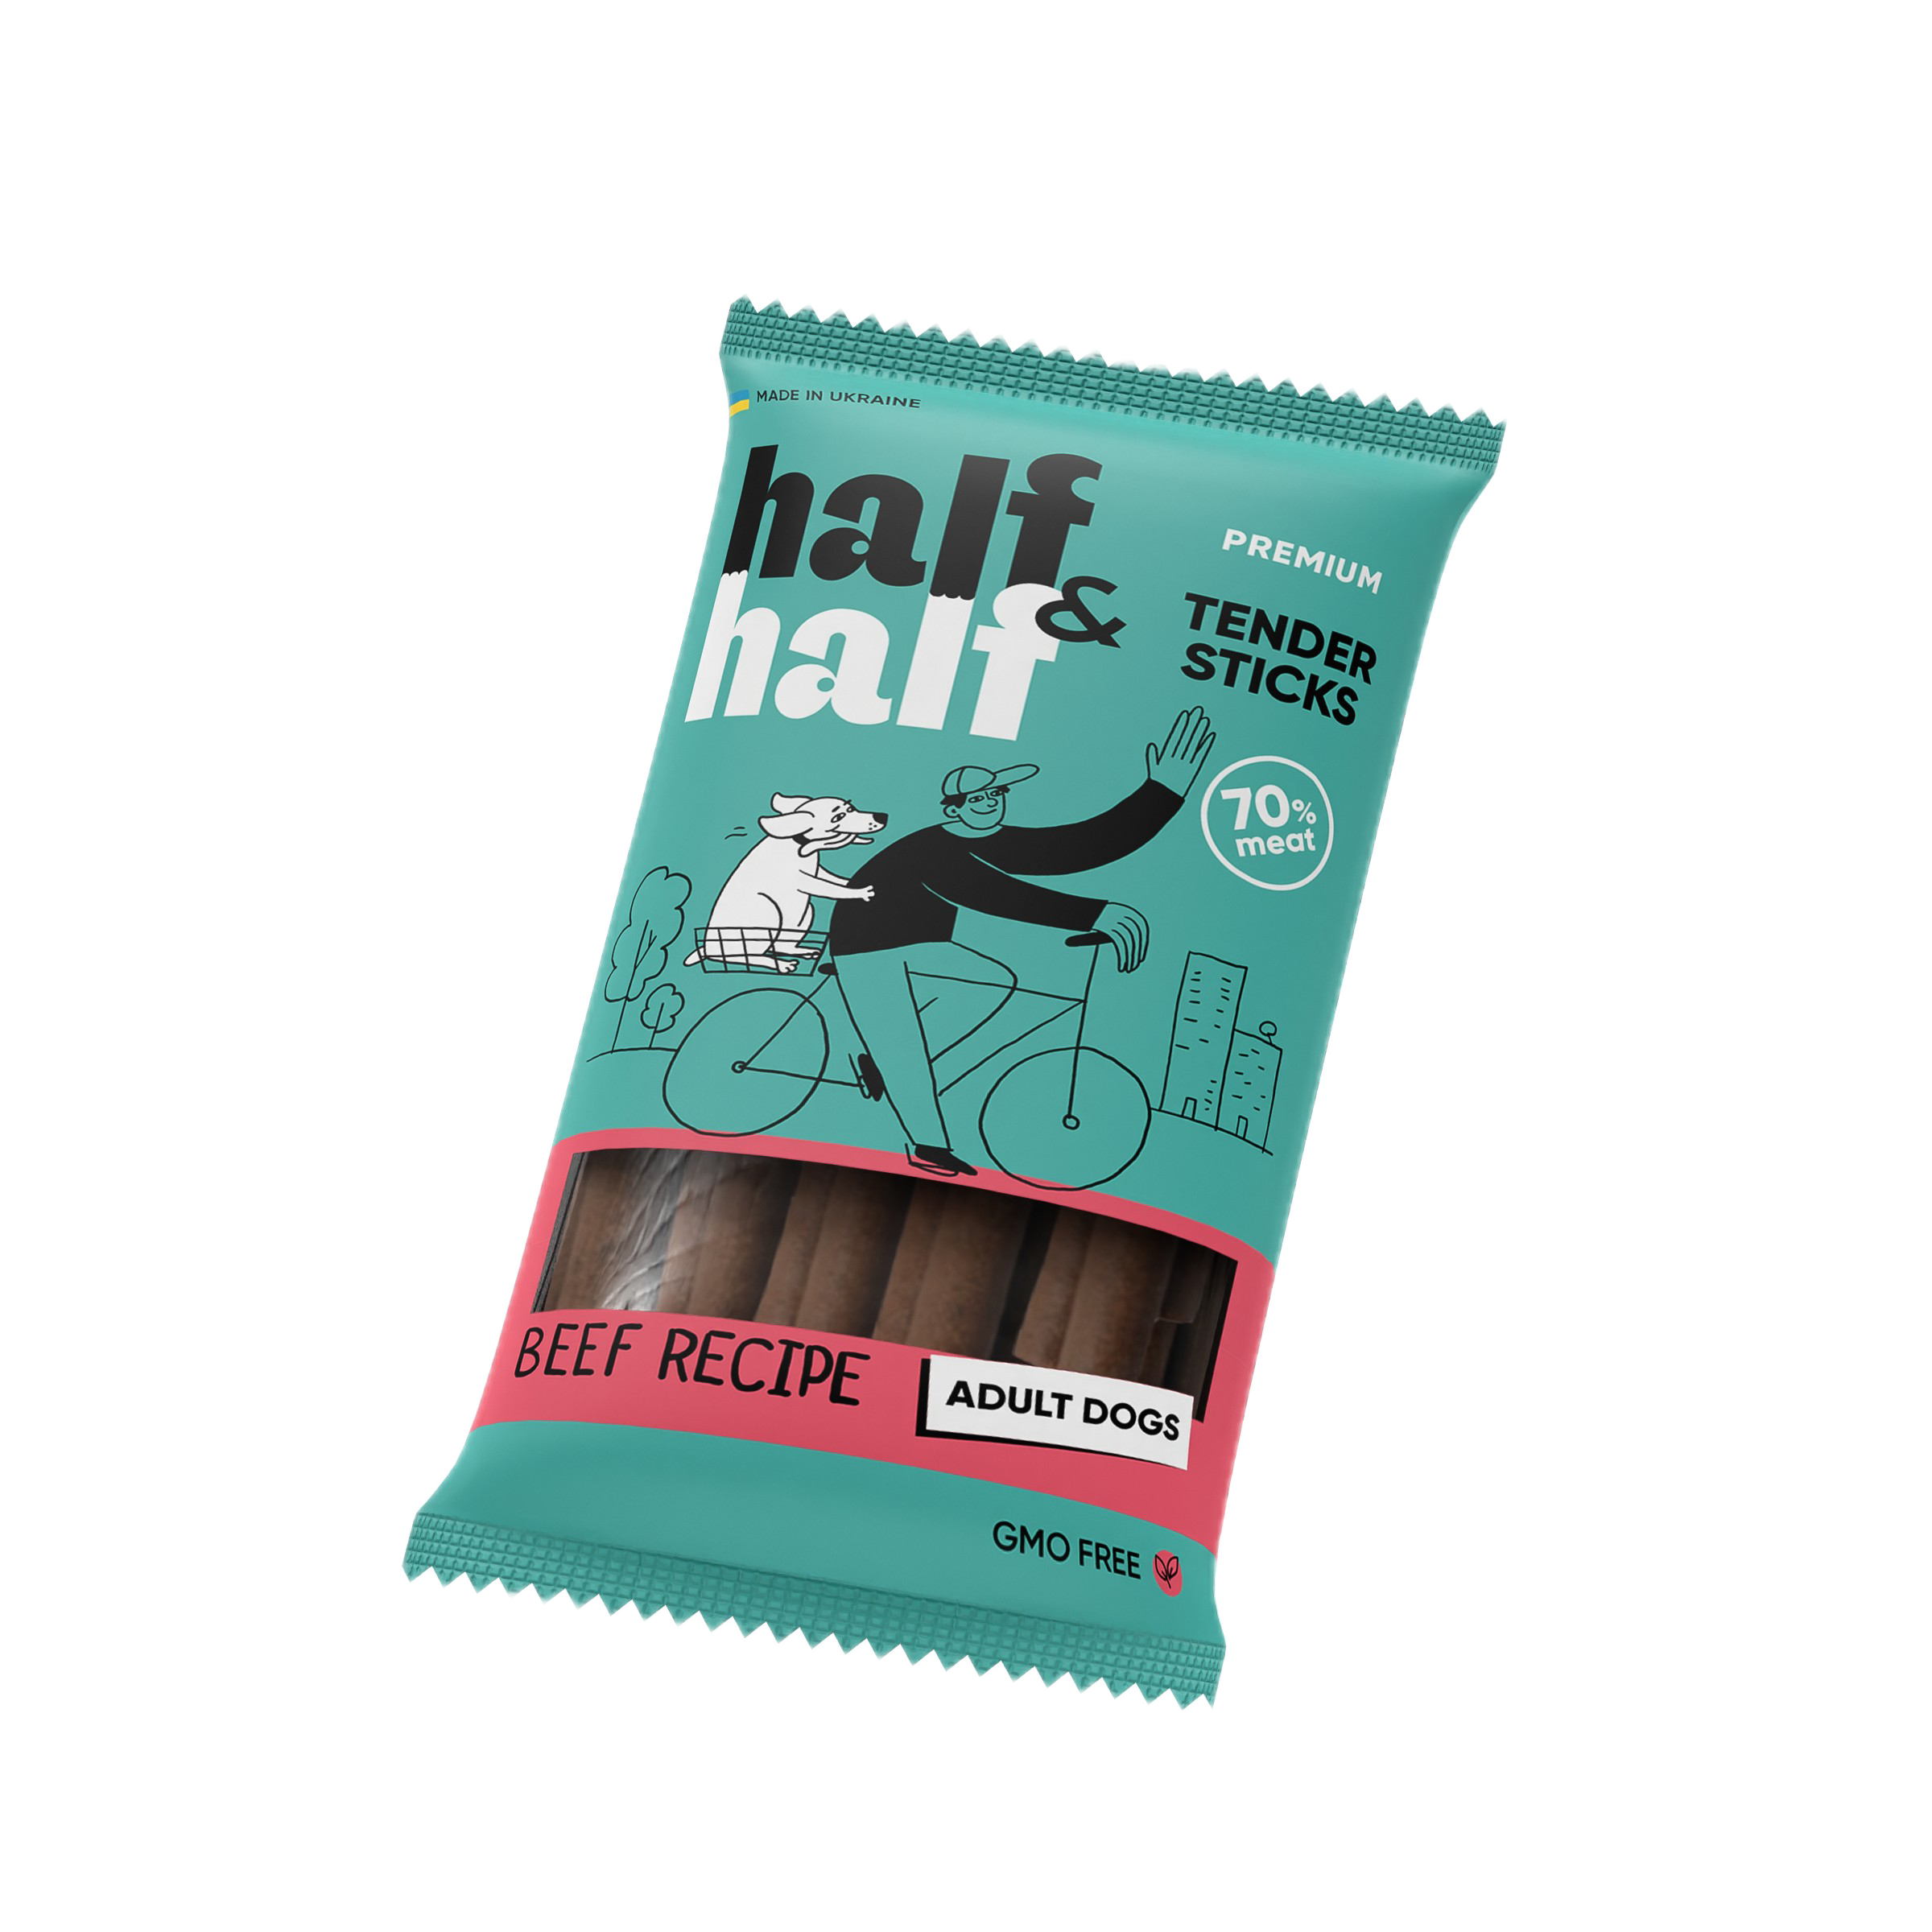 MADE IN UKRAINE
half
&
half
PREMIUM
TENDER
STICKS
70%
meat
BEEF RECIPE
ADULT DOGS
GMO FREE